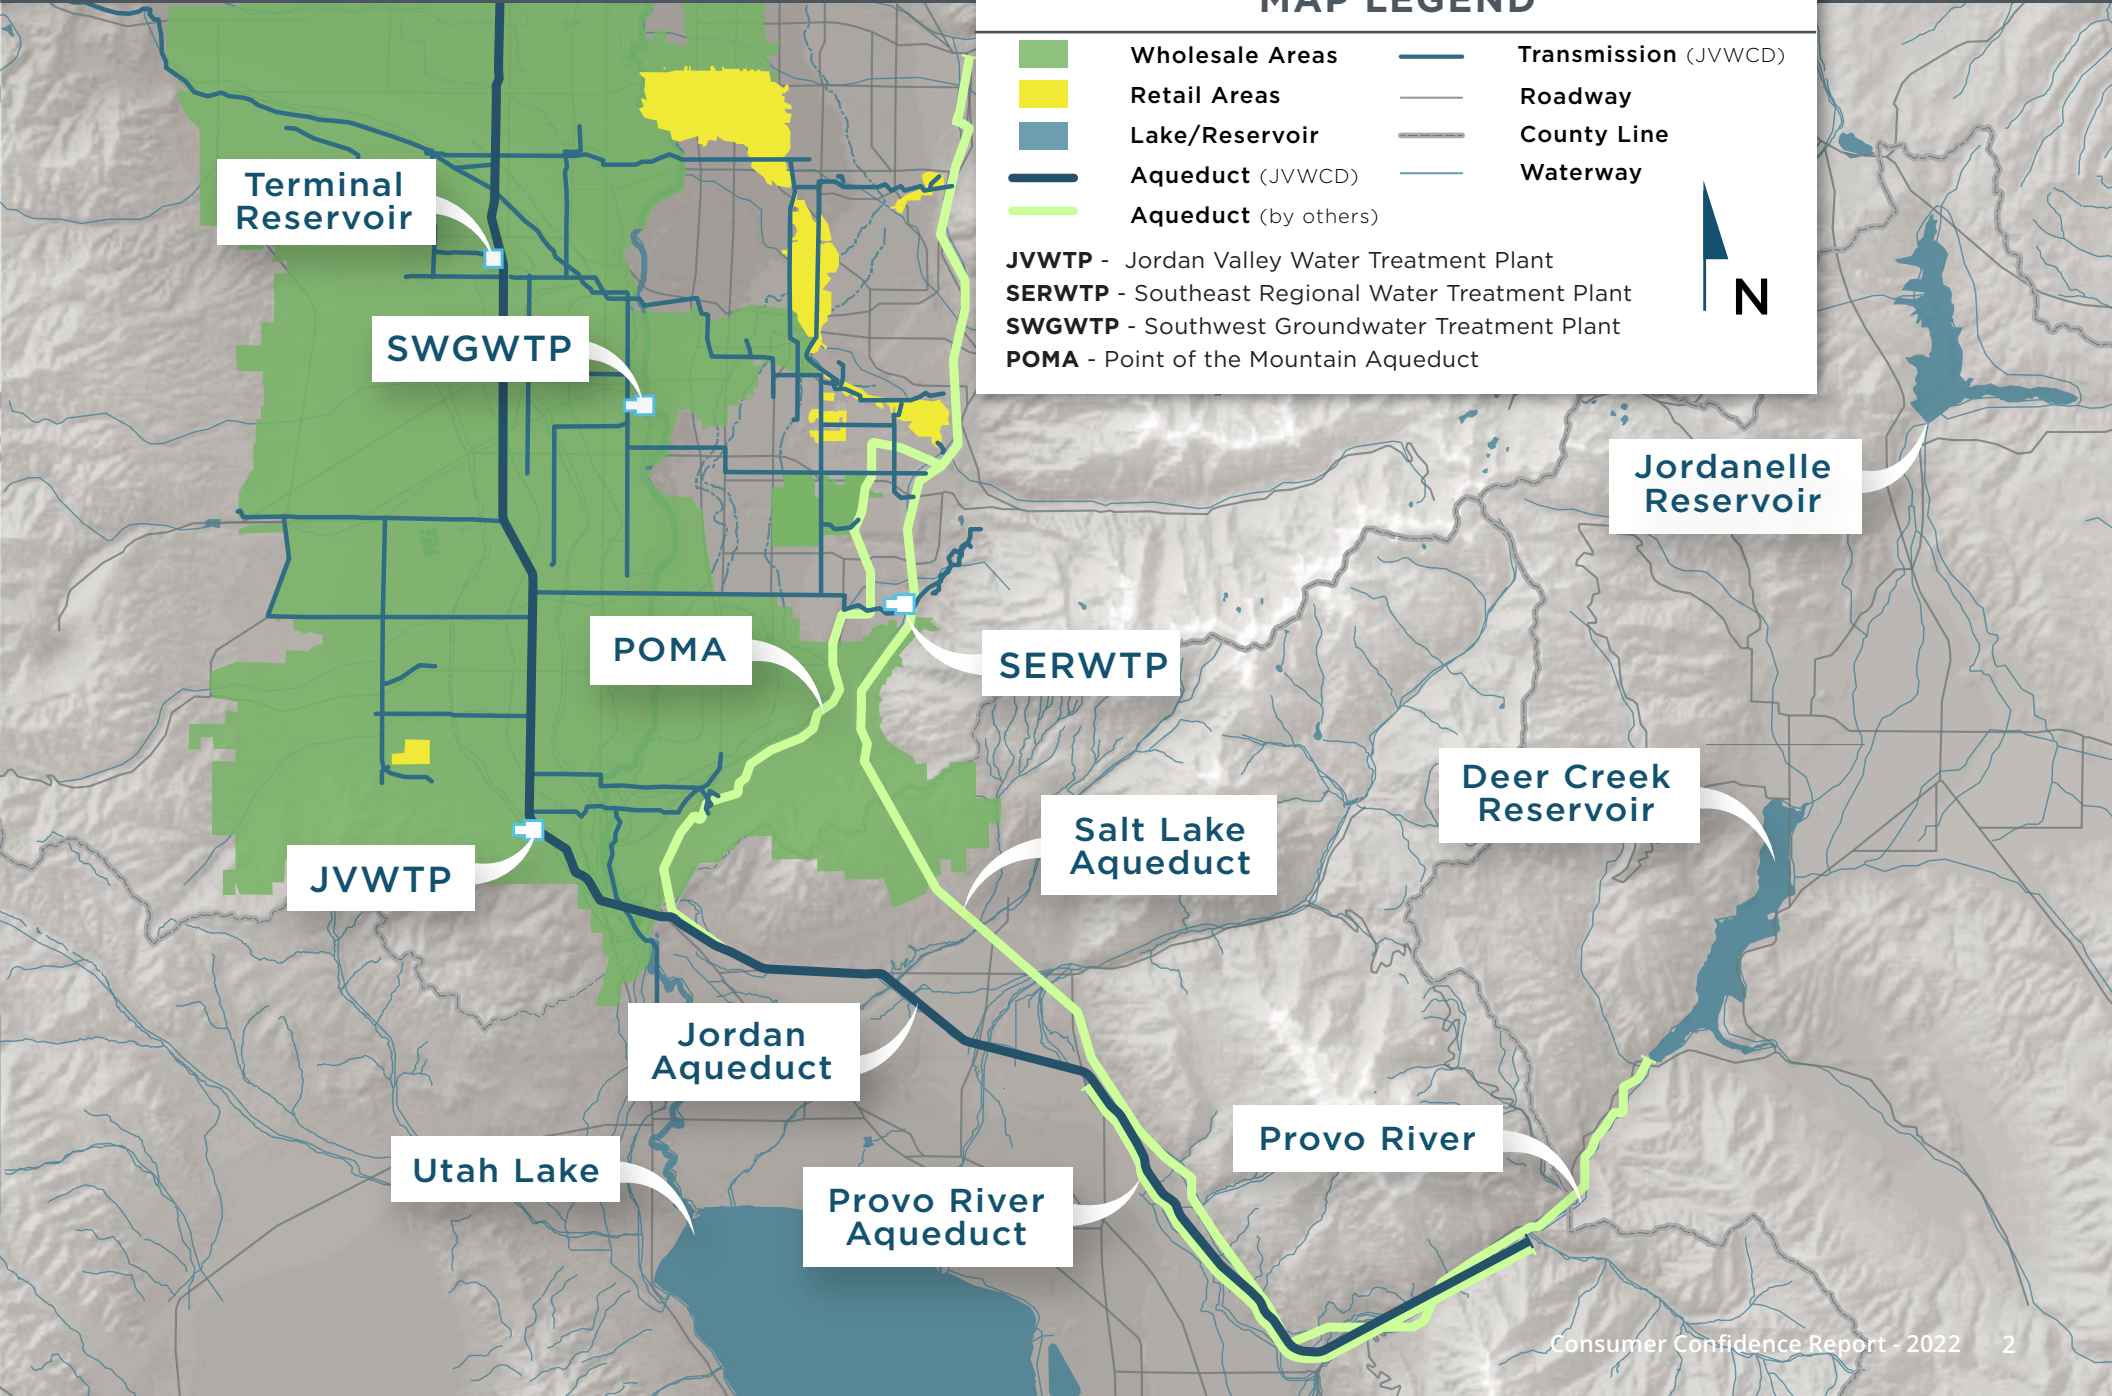 MAP LEGEND
Wholesale Areas
Retail Areas
Lake/Reservoir
Aqueduct (JVWCD)
Aqueduct (by others)
Transmission (JVWCD)
Roadway
County Line
Waterway
JVWTP - Jordan Valley Water Treatment Plant
SERWTP - Southeast Regional Water Treatment Plant
SWGWTP - Southwest Groundwater Treatment Plant
POMA - Point of the Mountain Aqueduct
N
Terminal
Reservoir
SWGWTP
Jordanelle
Reservoir
POMA
SERWTP
Deer Creek
Reservoir
Salt Lake
Aqueduct
JVWTP
Jordan
Aqueduct
Provo River
Utah Lake
Provo River
Aqueduct
Consumer Confidence Report - 2022 2